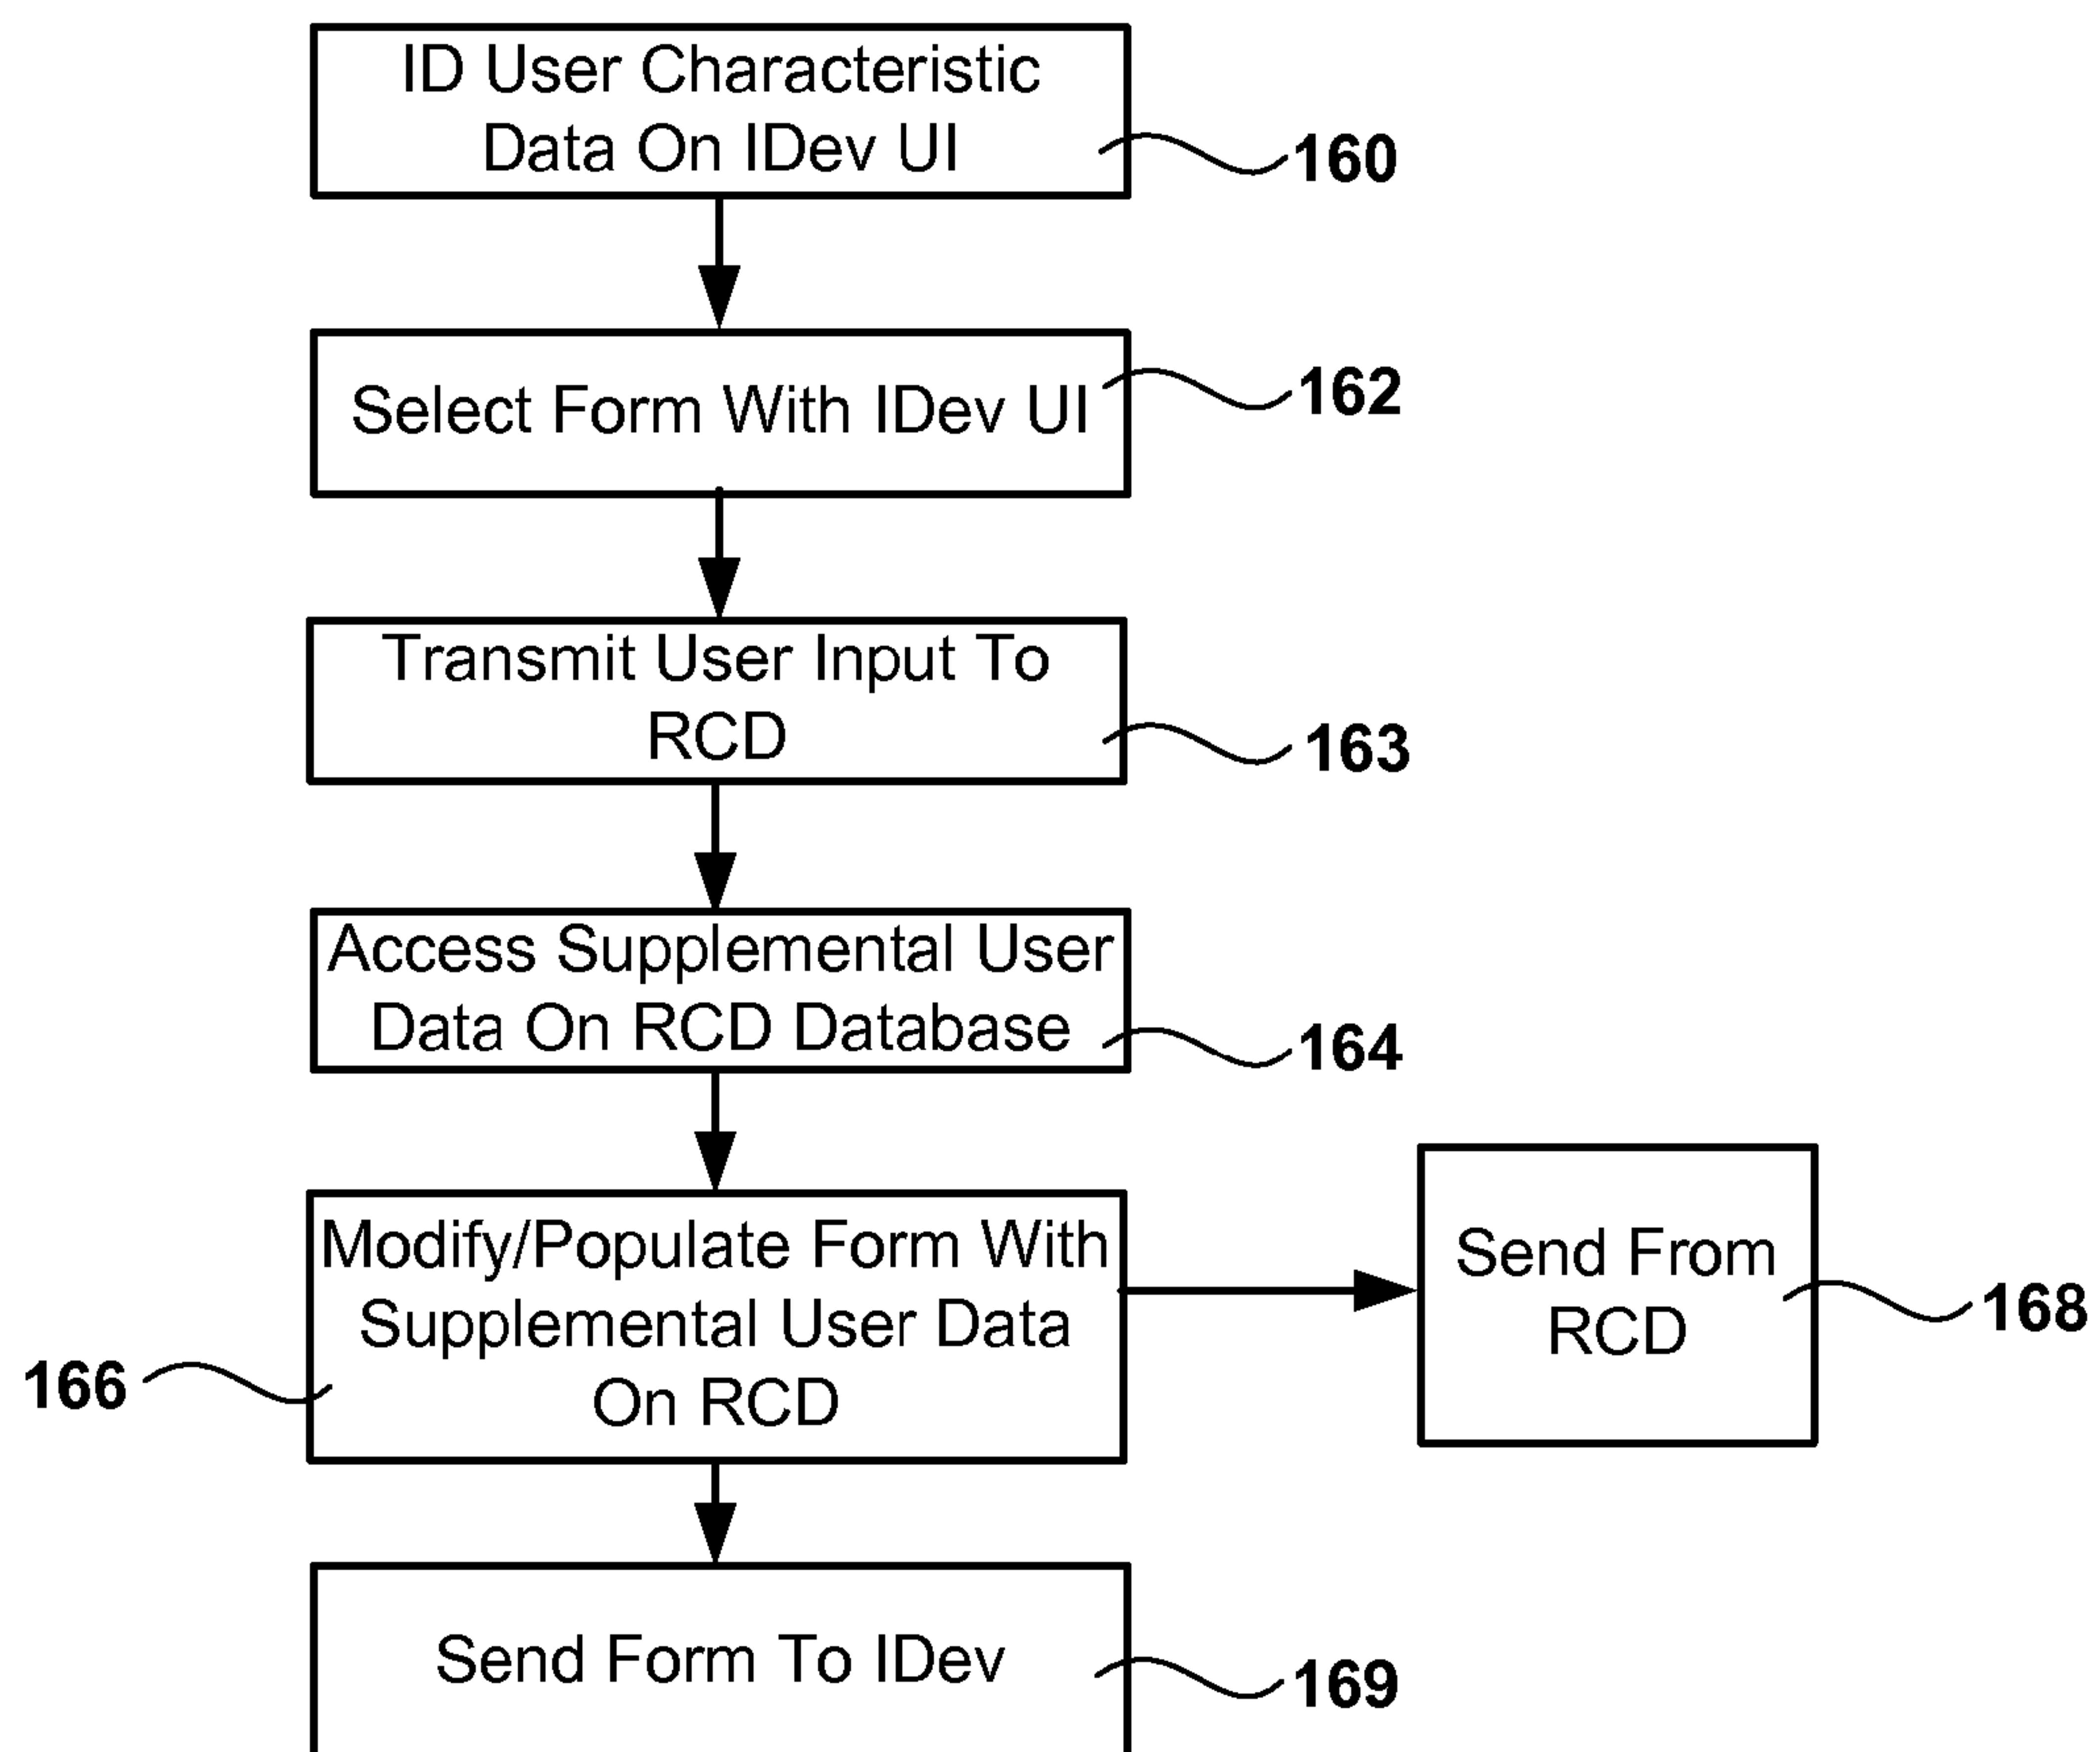 ID User Characteristic
Data On IDev UI
160
Select Form With IDev UI
162
Transmit User Input To
RCD
163
Access Supplemental User
Data On RCD Database
164
Modify/Populate Form With
Supplemental User Data
On RCD
166
Send From
RCD
168
Send Form To IDev
169